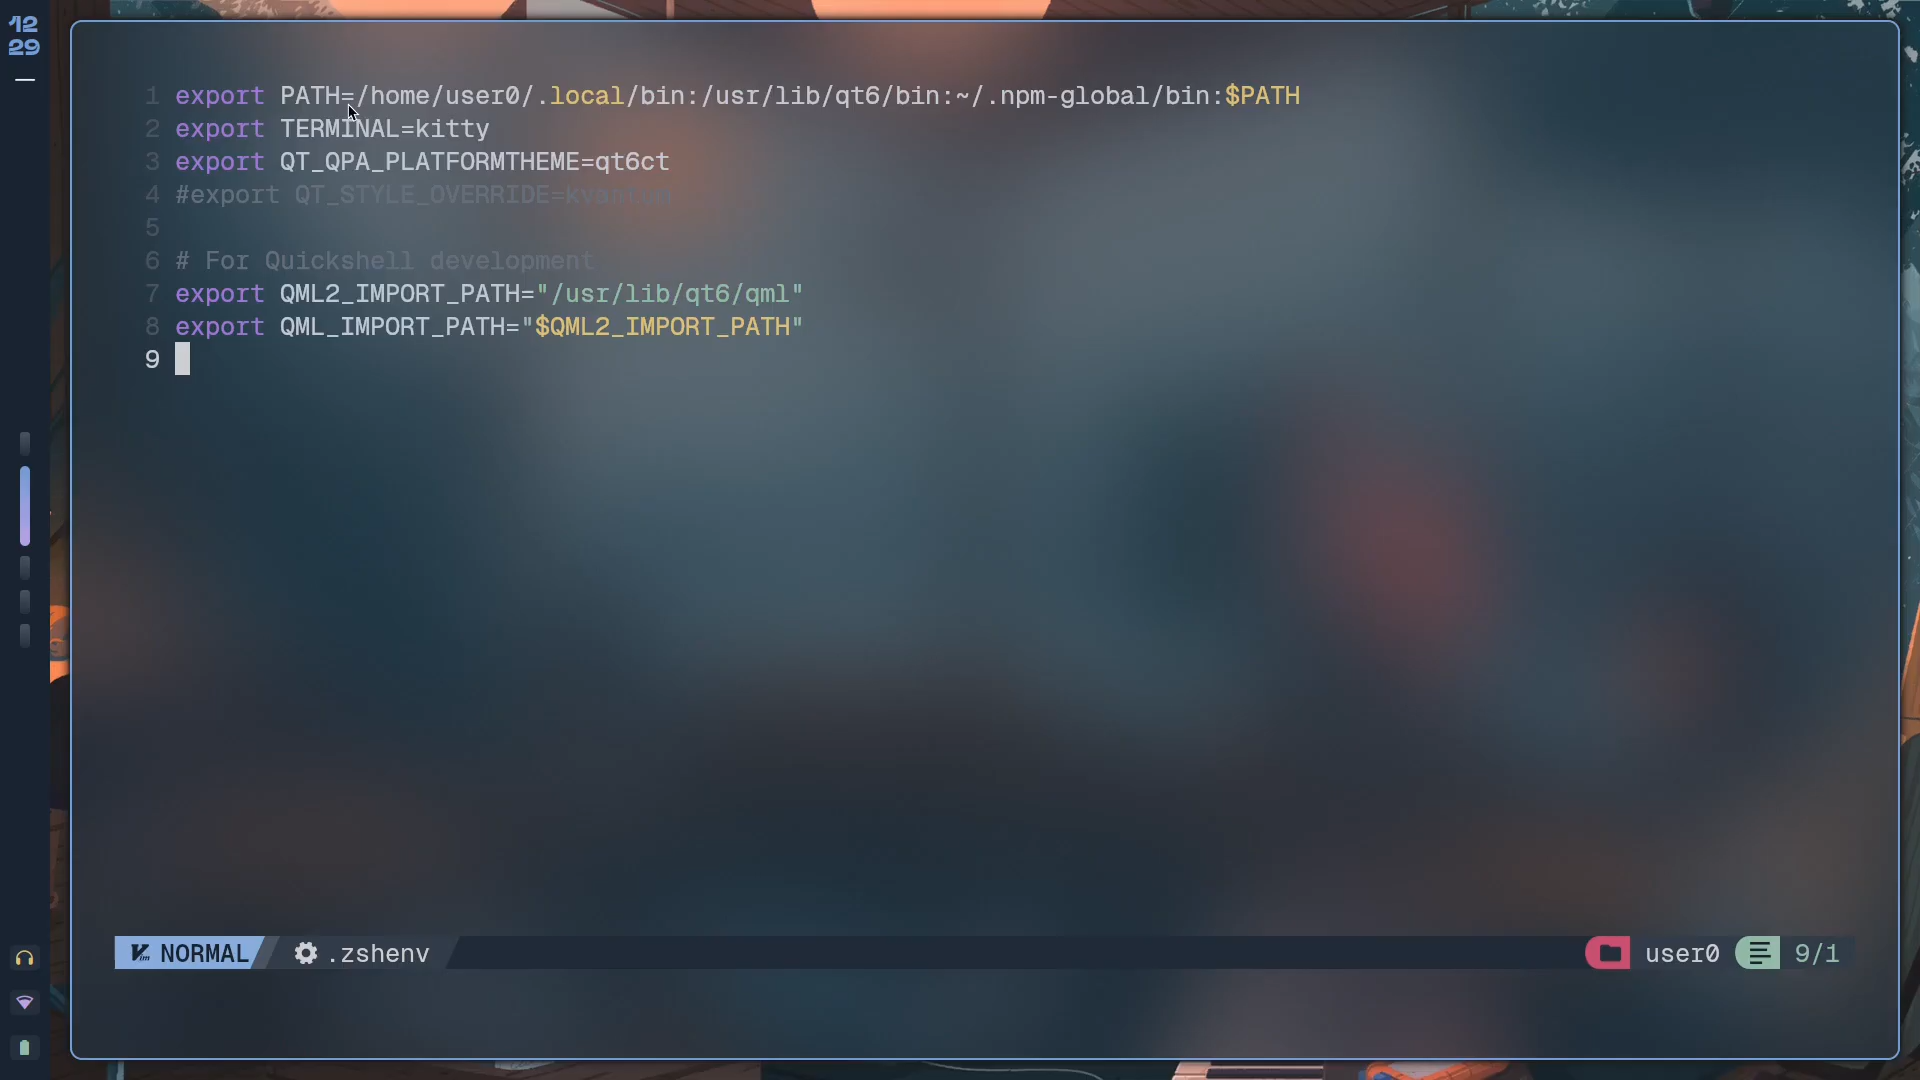 12
29
1 export PATH=/home/user0/.local/bin:/usr/lib/qt6/bin:~/.npm-global/bin:$PATH
2 export TERMINAL=kitty
3 export QT_QPA_PLATFORMTHEME=qt6ct
4 #export QT_STYLE_OVERRIDE=kvantum
5
6 # For Quickshell development
7 export QML2_IMPORT_PATH="/usr/lib/qt6/qml"
8 export QML_IMPORT_PATH="$QML2_IMPORT_PATH"
9
NORMAL .zshenv user0 9/1